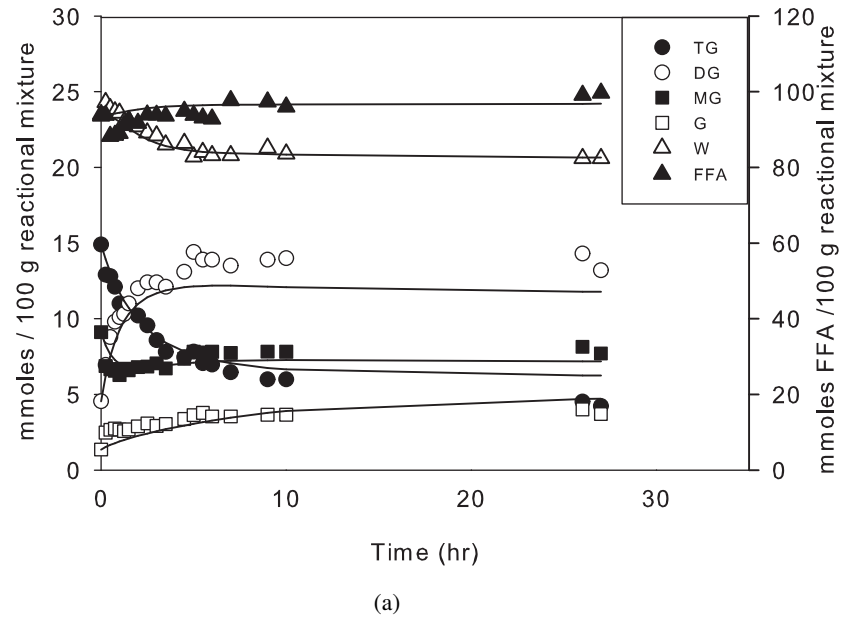 mmoles / 100 g reactional mixture
30
25
20
15
10
5
0
0
10
20
30
Time (hr)
120
100
80
60
40
20
0
mmoles FFA /100 g reactional mixture
TG
DG
MG
G
W
FFA
(a)